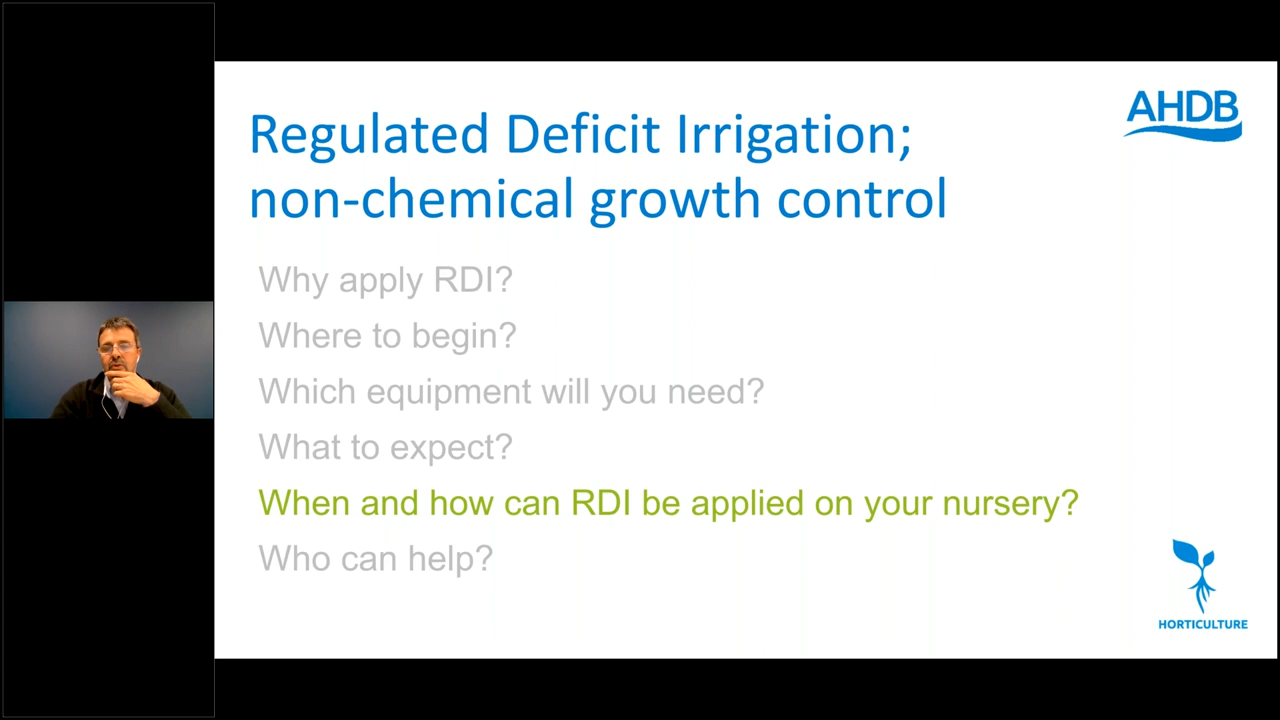 AHDB
Regulated Deficit Irrigation;
non-chemical growth control
Why apply RDI?
Where to begin?
Which equipment will you need?
What to expect?
When and how can RDI be applied on your nursery?
Who can help?
HORTICULTURE